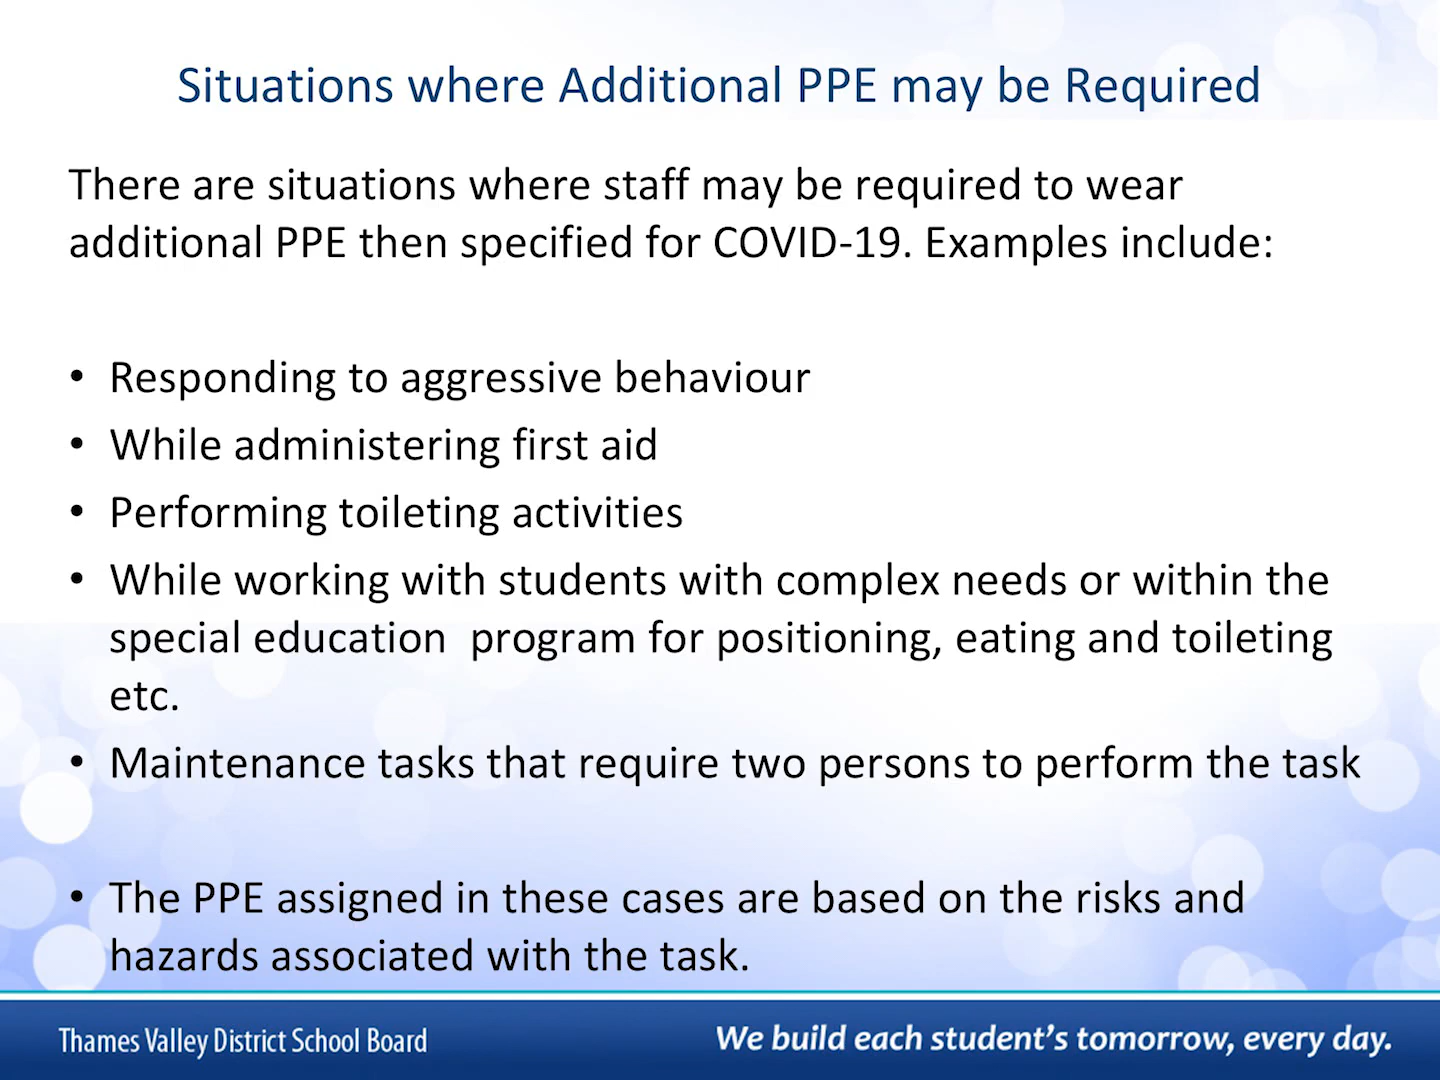 Situations where Additional PPE may be Required
There are situations where staff may be required to wear
additional PPE then specified for COVID-19. Examples include:
• Responding to aggressive behaviour
• While administering first aid
• Performing toileting activities
• While working with students with complex needs or within the
special education  program for positioning, eating and toileting
etc.
• Maintenance tasks that require two persons to perform the task
• The PPE assigned in these cases are based on the risks and
hazards associated with the task.
Thames Valley District School Board
We build each student's tomorrow, every day.